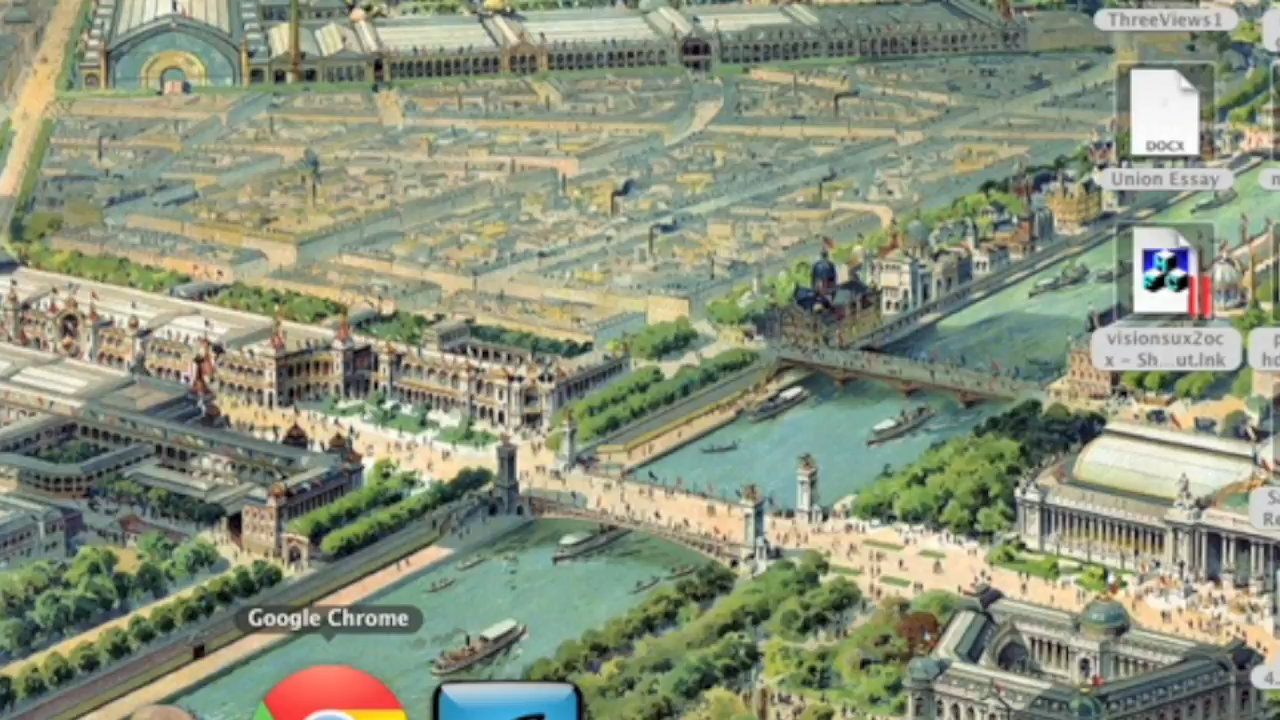 ThreeViews1
DOCX
Union Essay
visionsux2oc
x – Sh...ut.lnk
Google Chrome